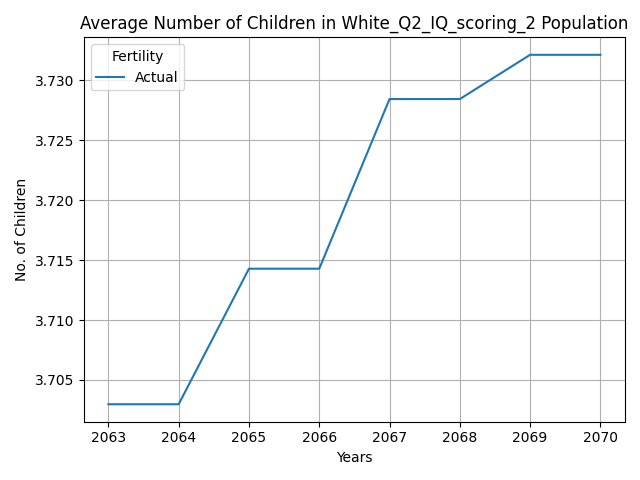 Average Number of Children in White_Q2_IQ_scoring_2 Population
Fertility
Actual
3.730
3.725
3.720
3.715
3.710
3.705
No. of Children
2063 2064 2065 2066 2067 2068 2069 2070
Years